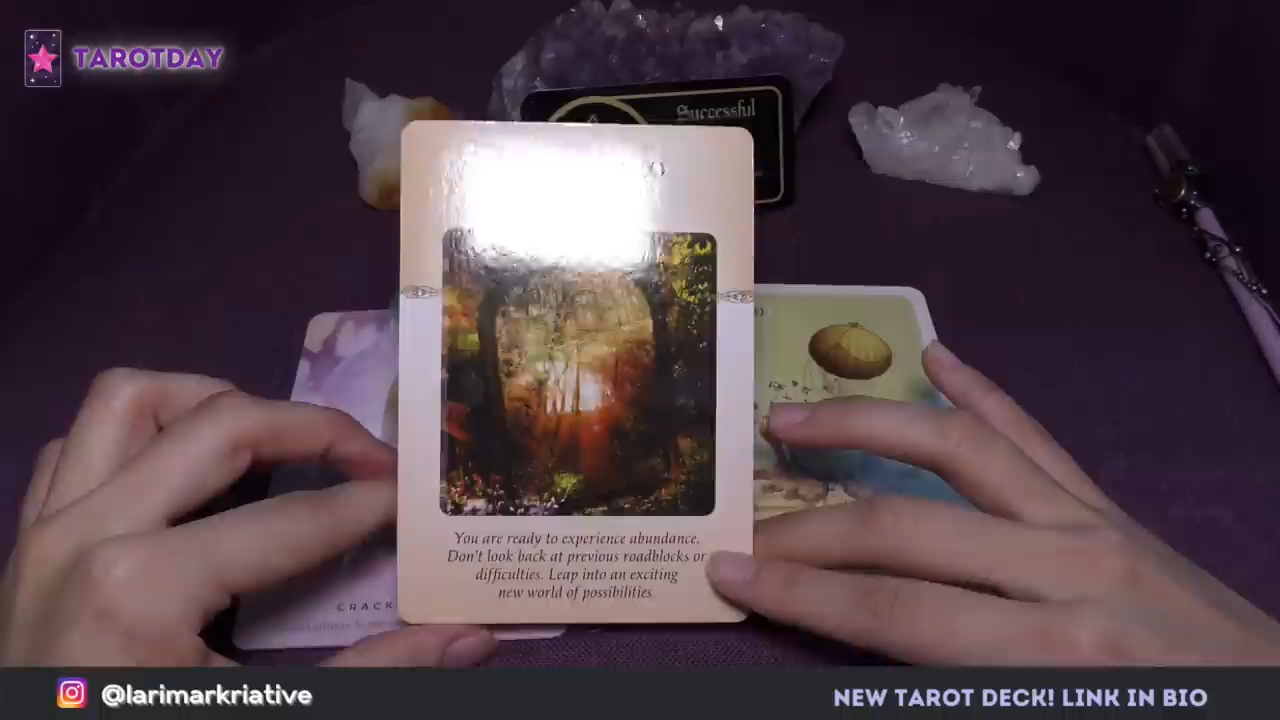 TAROTDAY
Successful
You are ready to experience abundance.
Don't look back at previous roadblocks or
difficulties. Leap into an exciting
new world of possibilities
CRACK
@larimarkriative
NEW TAROT DECK! LINK IN BIO